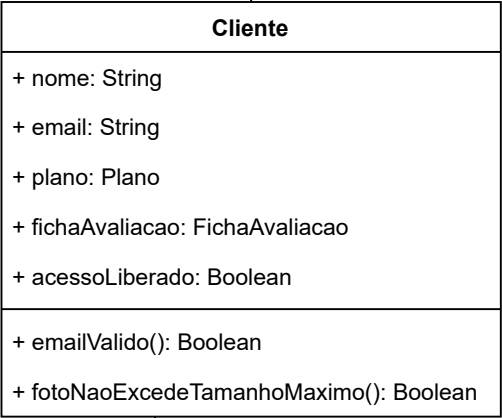 Cliente
+ nome: String
+ email: String
+ plano: Plano
+ fichaAvaliacao: FichaAvaliacao
+ acessoLiberado: Boolean
+ emailValido(): Boolean
+ fotoNaoExcedeTamanhoMaximo(): Boolean